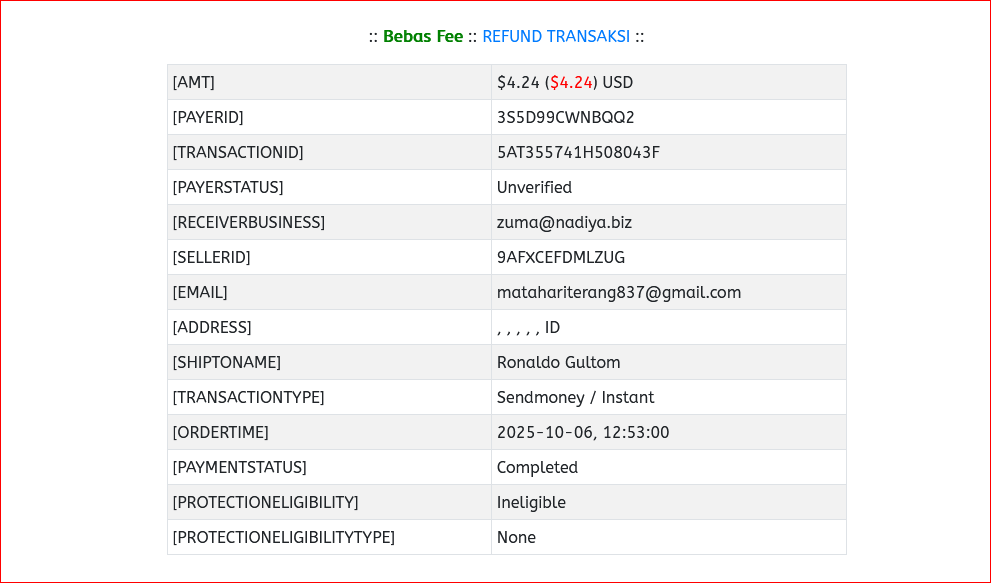 :: Bebas Fee :: REFUND TRANSAKSI ::
[AMT] $4.24 ($4.24) USD
[PAYERID] 3S5D99CWNBQQ2
[TRANSACTIONID] 5AT355741H508043F
[PAYERSTATUS] Unverified
[RECEIVERBUSINESS] zuma@nadiya.biz
[SELLERID] 9AFXCEFDMLZUG
[EMAIL] matahariterang837@gmail.com
[ADDRESS] , , , , , ID
[SHIPTONAME] Ronaldo Gultom
[TRANSACTIONTYPE] Sendmoney / Instant
[ORDERTIME] 2025-10-06, 12:53:00
[PAYMENTSTATUS] Completed
[PROTECTIONELIGIBILITY] Ineligible
[PROTECTIONELIGIBILITYTYPE] None